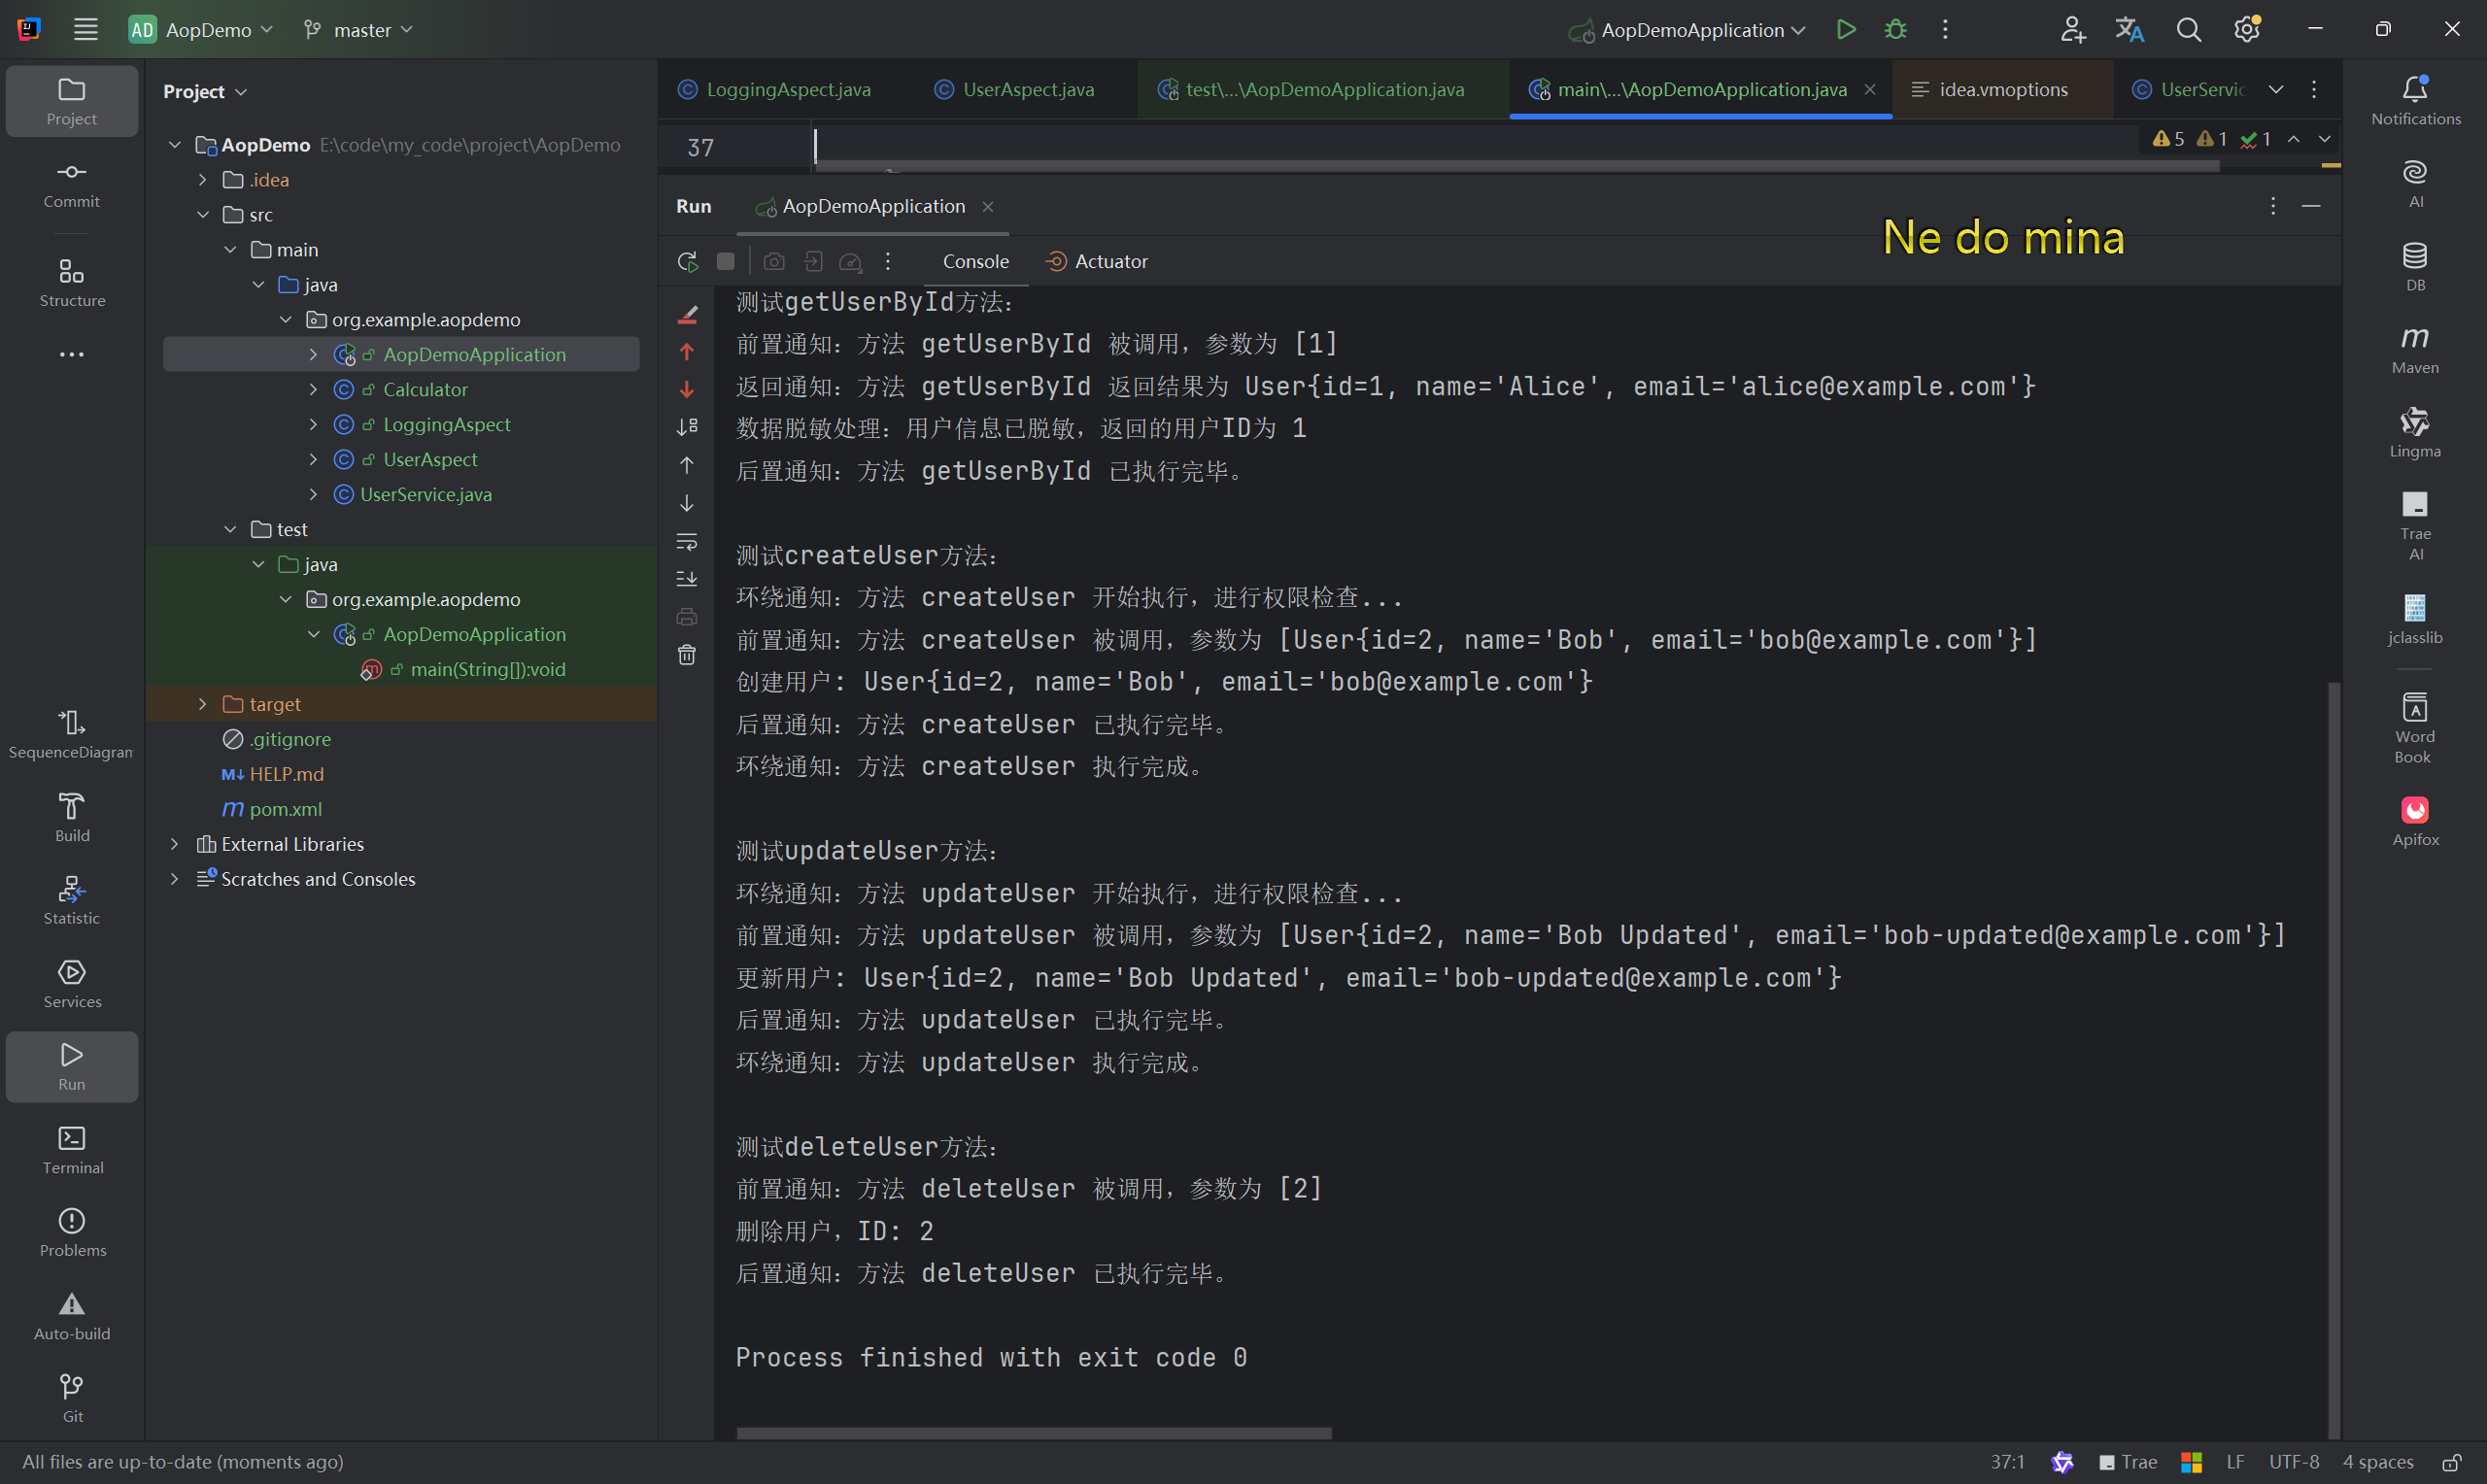 AD AopDemo master AopDemoApplication
Project
Commit
Structure
SequenceDiagram
Build
Statistic
Services
Run
Terminal
Problems
Auto-build
Git
Project
AopDemo E:\code\my_code\project\AopDemo
.idea
src
main
java
org.example.aopdemo
AopDemoApplication
Calculator
LoggingAspect
UserAspect
UserService.java
test
java
org.example.aopdemo
AopDemoApplication
main(String[]):void
target
.gitignore
HELP.md
pom.xml
External Libraries
Scratches and Consoles
LoggingAspect.java UserAspect.java test\...\AopDemoApplication.java main\...\AopDemoApplication.java idea.vmoptions UserServic
37 5 1 1
Run AopDemoApplication
Ne do mina
Console Actuator
测试getUserById方法：
前置通知：方法 getUserById 被调用，参数为 [1]
返回通知：方法 getUserById 返回结果为 User{id=1, name='Alice', email='alice@example.com'}
数据脱敏处理：用户信息已脱敏，返回的用户ID为 1
后置通知：方法 getUserById 已执行完毕。
测试createUser方法：
环绕通知：方法 createUser 开始执行，进行权限检查...
前置通知：方法 createUser 被调用，参数为 [User{id=2, name='Bob', email='bob@example.com'}]
创建用户: User{id=2, name='Bob', email='bob@example.com'}
后置通知：方法 createUser 已执行完毕。
环绕通知：方法 createUser 执行完成。
测试updateUser方法：
环绕通知：方法 updateUser 开始执行，进行权限检查...
前置通知：方法 updateUser 被调用，参数为 [User{id=2, name='Bob Updated', email='bob-updated@example.com'}]
更新用户: User{id=2, name='Bob Updated', email='bob-updated@example.com'}
后置通知：方法 updateUser 已执行完毕。
环绕通知：方法 updateUser 执行完成。
测试deleteUser方法：
前置通知：方法 deleteUser 被调用，参数为 [2]
删除用户，ID: 2
后置通知：方法 deleteUser 已执行完毕。
Process finished with exit code 0
Notifications
AI
DB
Maven
Lingma
Trae
AI
jclasslib
Word
Book
Apifox
All files are up-to-date (moments ago)
37:1 Trae LF UTF-8 4 spaces